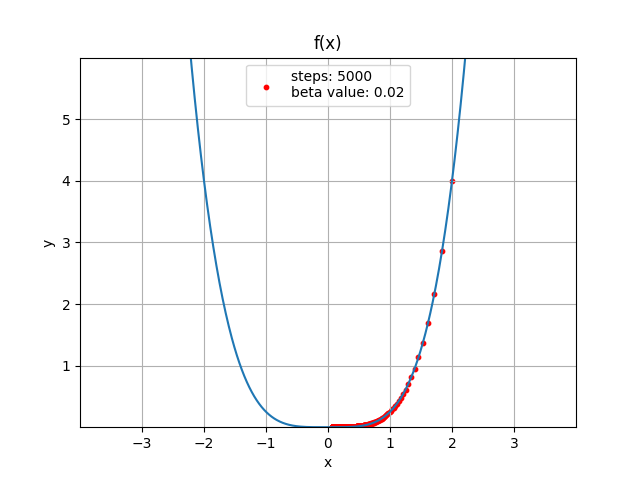 f(x)
steps: 5000
beta value: 0.02
y
5
4
3
2
1
−3 −2 −1 0 1 2 3
x